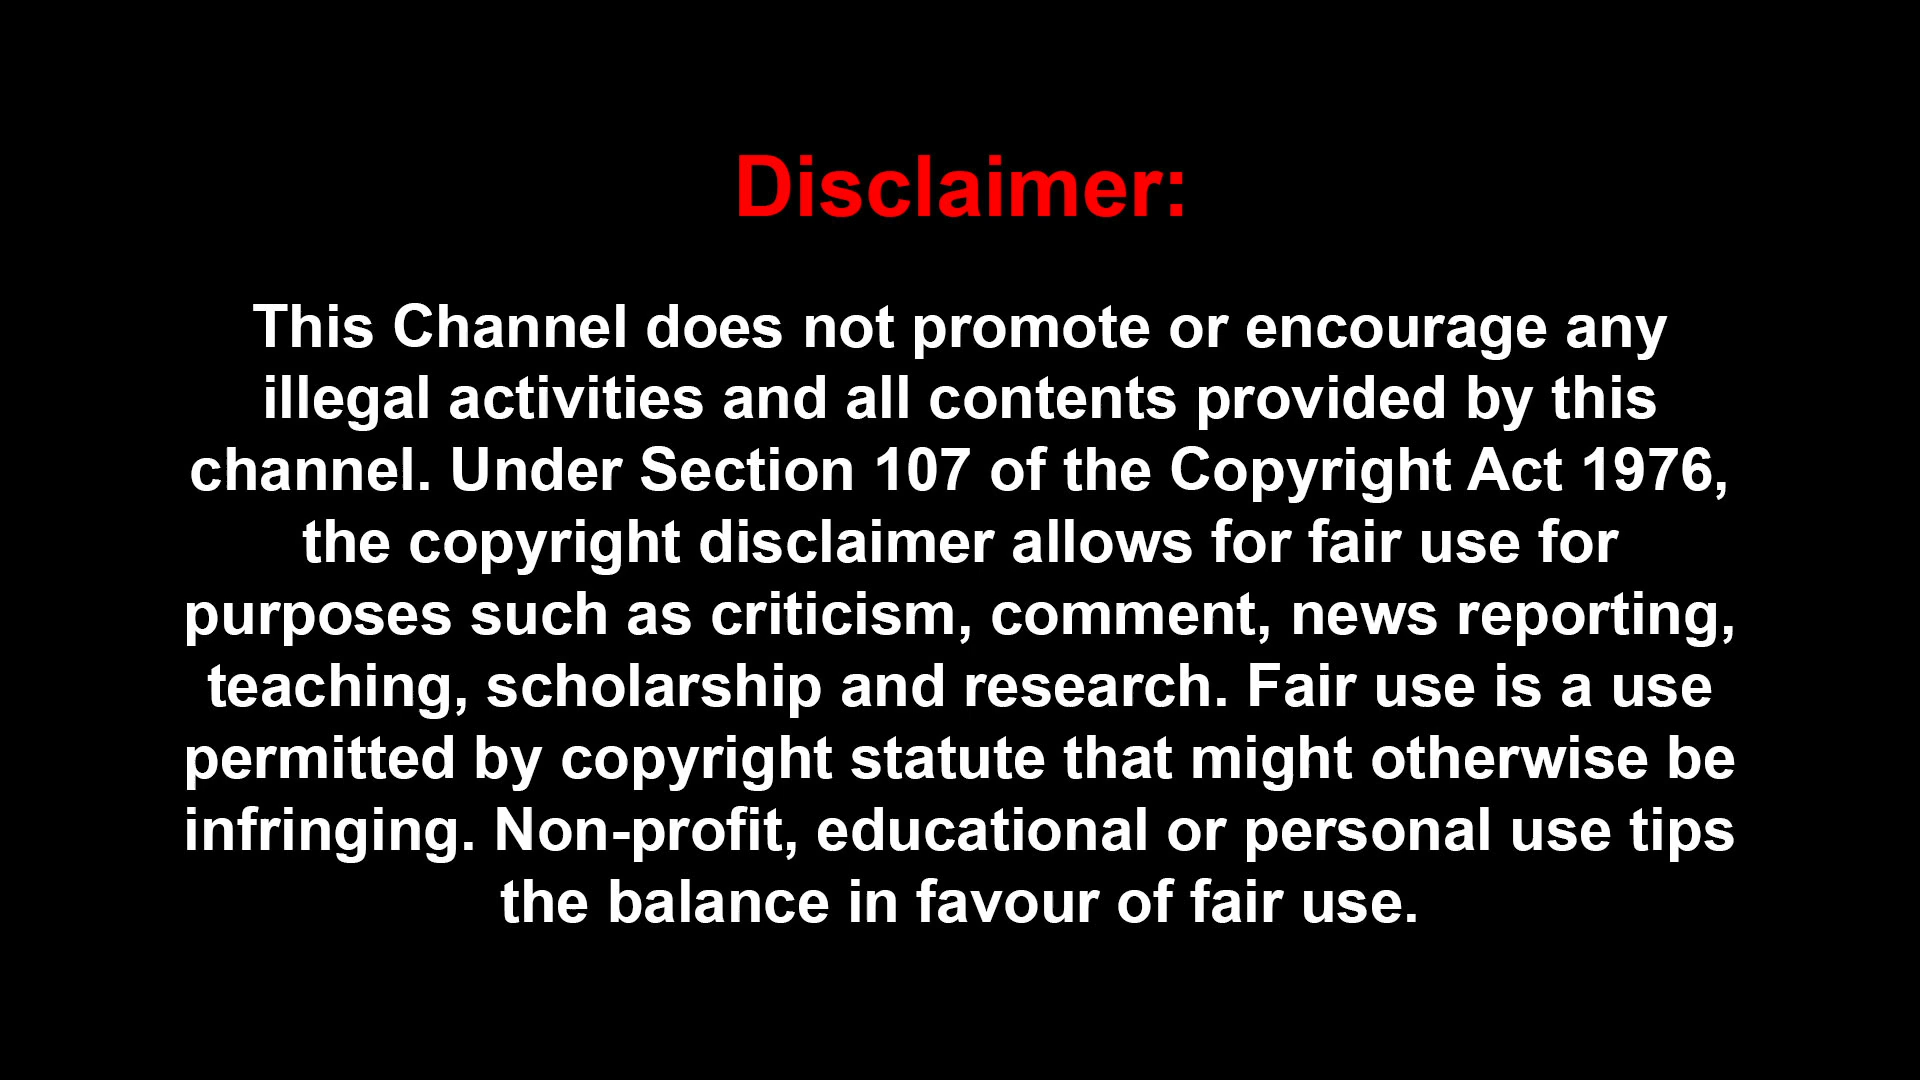 Disclaimer:
This Channel does not promote or encourage any
illegal activities and all contents provided by this
channel. Under Section 107 of the Copyright Act 1976,
the copyright disclaimer allows for fair use for
purposes such as criticism, comment, news reporting,
teaching, scholarship and research. Fair use is a use
permitted by copyright statute that might otherwise be
infringing. Non-profit, educational or personal use tips
the balance in favour of fair use.